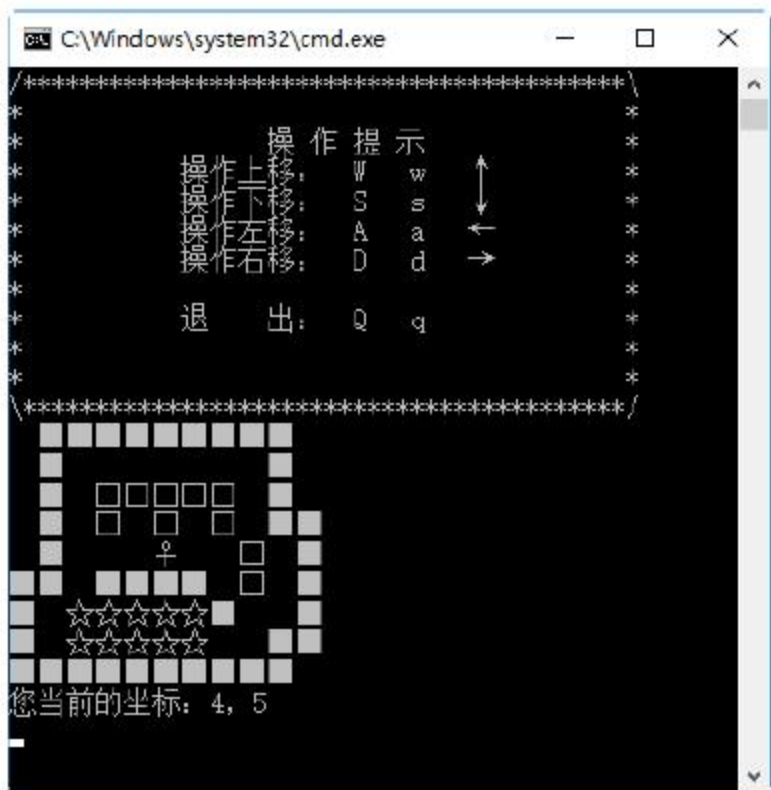 C:\Windows\system32\cmd.exe
/******************************************\
* *
* 操 作 提 示 *
* 操作上移: W w ↑ *
* 操作下移: S s ↓ *
* 操作左移: A a ← *
* 操作右移: D d → *
* *
* 退 出: Q q *
* *
* *
\******************************************/
■■■■■■■■■
■ ■
■ □□□□□ ■
■ □ □ □ ■■
■ ♀ □ ■
■■ ■■■■ □ ■
■ ☆☆☆☆☆■ ■
■ ☆☆☆☆☆ ■■
■■■■■■■■■■
您当前的坐标: 4, 5